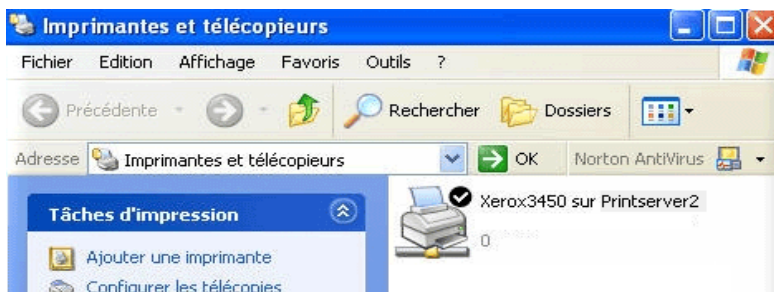 Imprimantes et télécopieurs
Fichier Edition Affichage Favoris Outils ?
Précédente Rechercher Dossiers
Adresse Imprimantes et télécopieurs OK Norton AntiVirus
Tâches d'impression
Xerox3450 sur Printserver2
0
Ajouter une imprimante
Configurer les télécopies